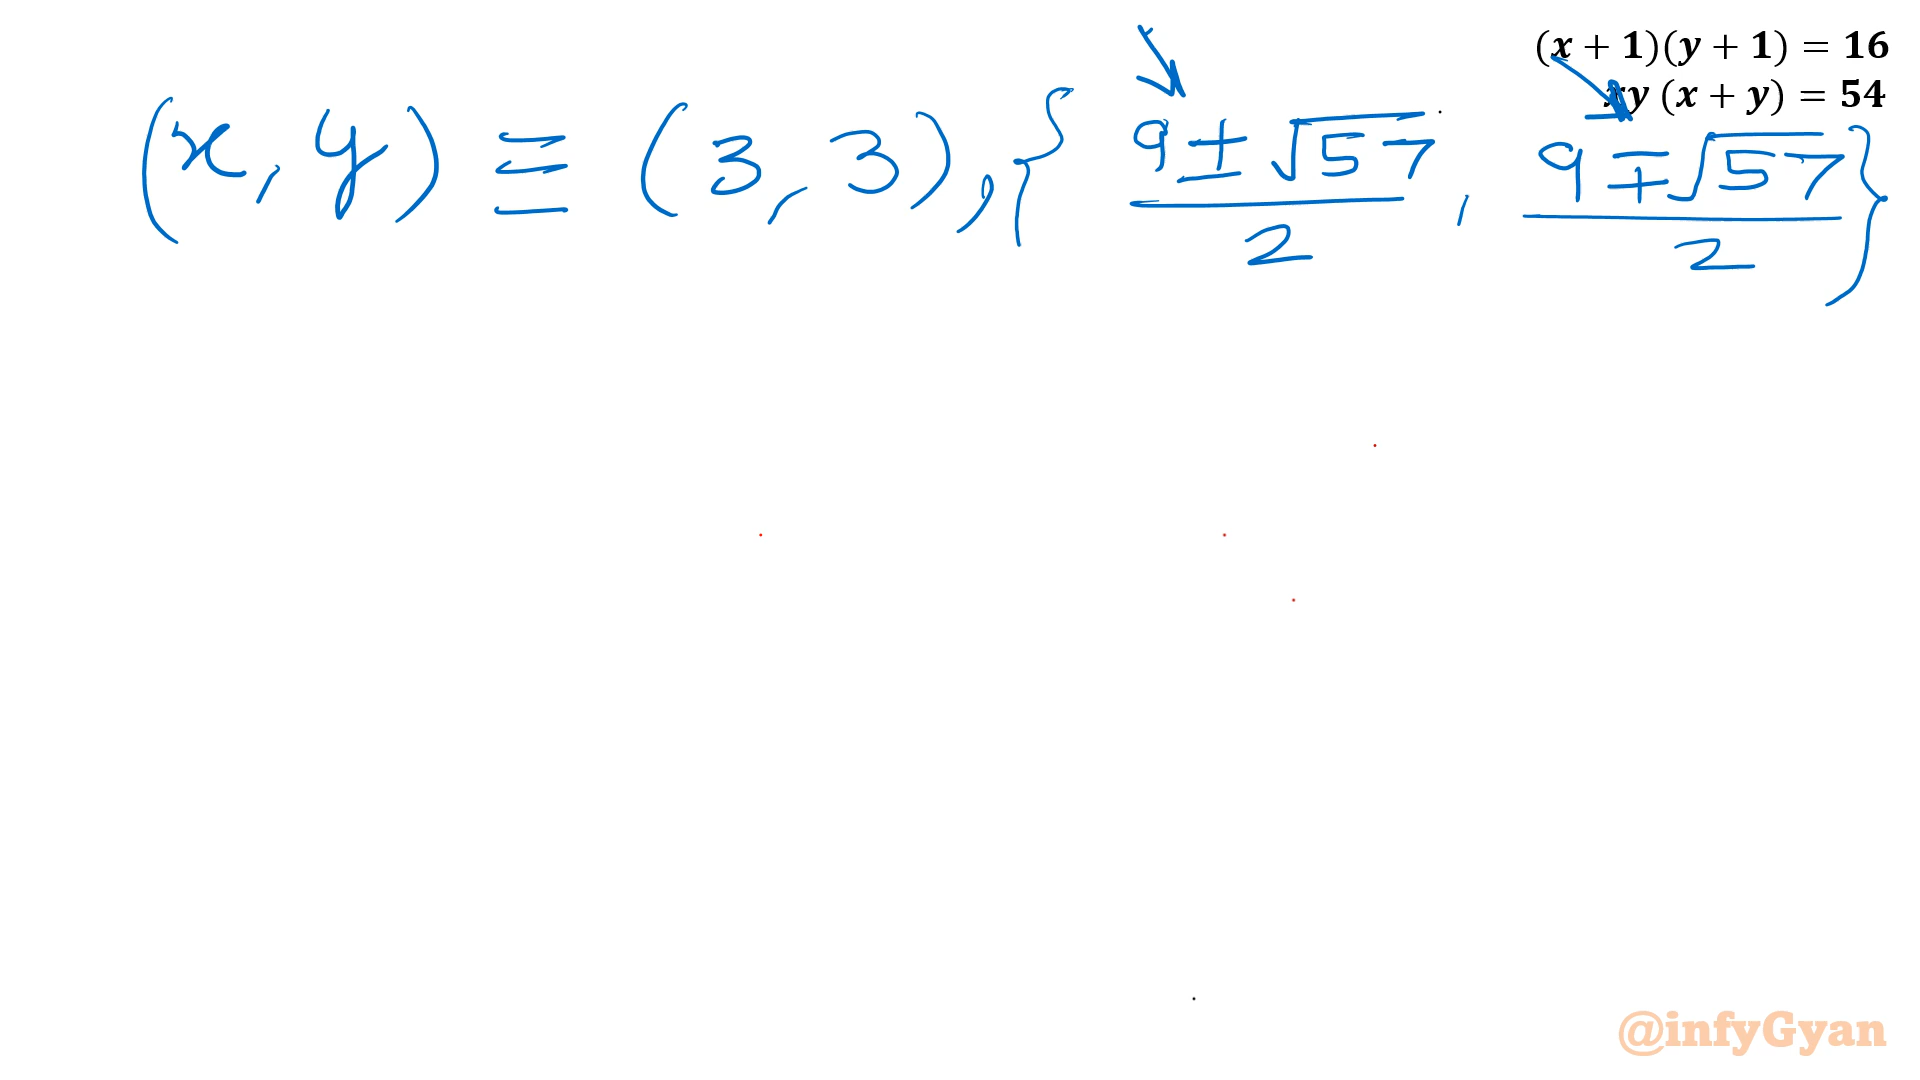 (x + 1)(y + 1) = 16
xy (x + y) = 54
(x, y) ≡ (3, 3), { (9 ± √57)/2 , (9 ∓ √57)/2 }
@infyGyan